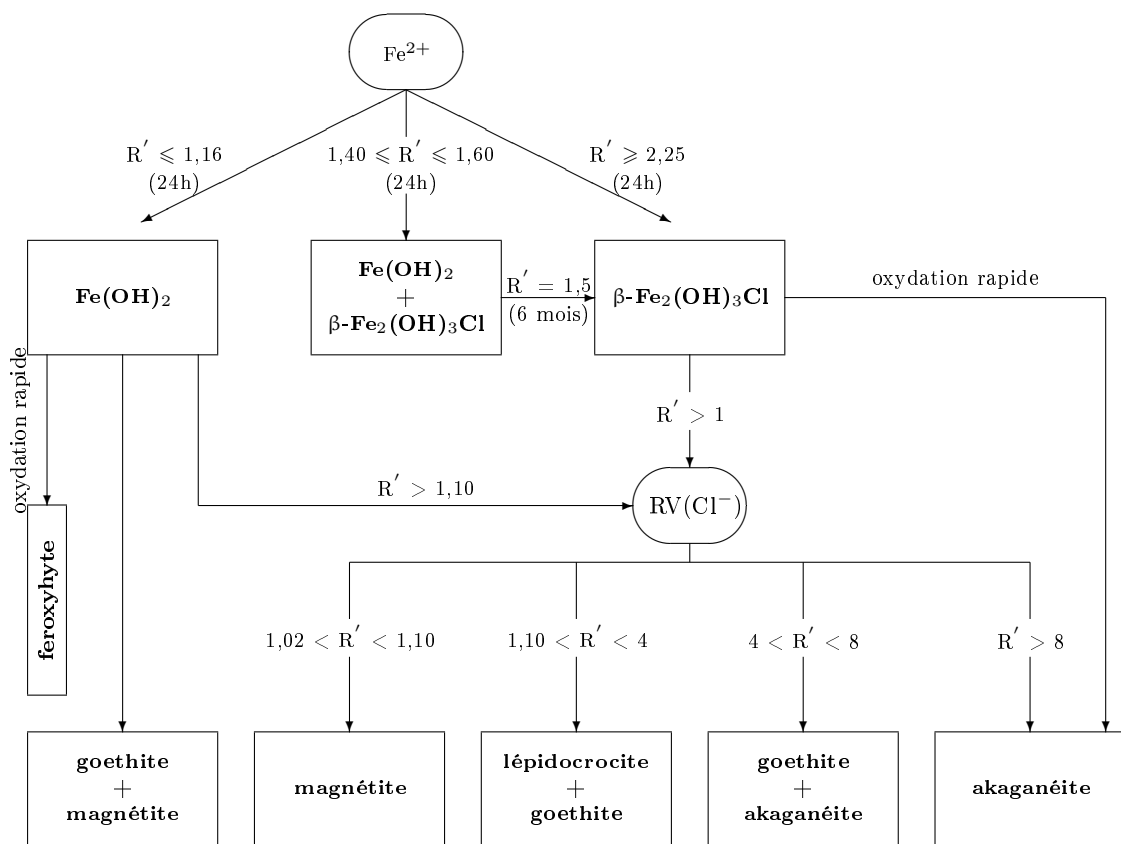 Fe²⁺
R′ ⩽ 1,16
(24h)
1,40 ⩽ R′ ⩽ 1,60
(24h)
R′ ⩾ 2,25
(24h)
Fe(OH)₂
Fe(OH)₂
+
β-Fe₂(OH)₃Cl
R′ = 1,5
(6 mois)
β-Fe₂(OH)₃Cl
oxydation rapide
oxydation rapide
R′ > 1
R′ > 1,10
RV(Cl⁻)
feroxyhyte
1,02 < R′ < 1,10
1,10 < R′ < 4
4 < R′ < 8
R′ > 8
goethite
+
magnétite
magnétite
lépidocrocite
+
goethite
goethite
+
akaganéite
akaganéite